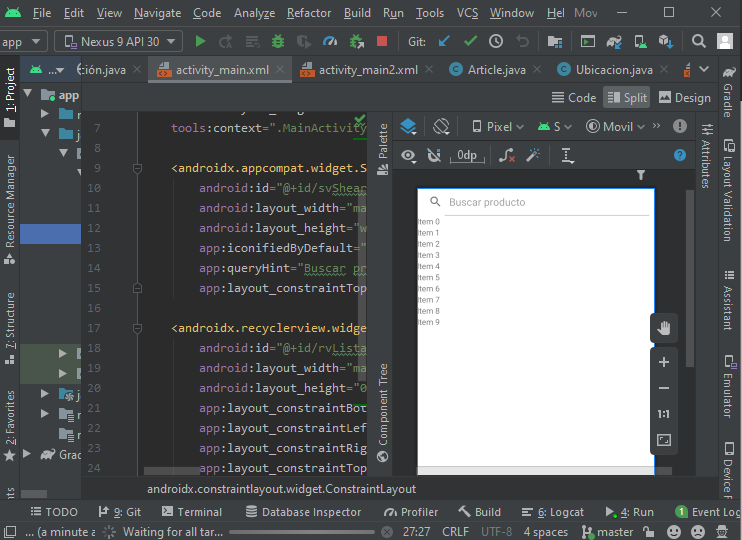 File Edit View Navigate Code Analyze Refactor Build Run Tools VCS Window Hel Mov
app Nexus 9 API 30 Git:
ción.java activity_main.xml activity_main2.xml Article.java Ubicacion.java
Code Split Design
1: Project
Resource Manager
7: Structure
2: Favorites
app
Grad
7 tools:context=".MainActivity
8
9 <androidx.appcompat.widget.S
10 android:id="@+id/svShear
11 android:layout_width="ma
12 android:layout_height="w
13 app:iconifiedByDefault="
14 app:queryHint="Buscar pr
15 app:layout_constraintTop
16
17 <androidx.recyclerview.widge
18 android:id="@+id/rvLista
19 android:layout_width="ma
20 android:layout_height="0
21 app:layout_constraintBot
22 app:layout_constraintLef
23 app:layout_constraintRig
24 app:layout_constraintTop
Palette
Component Tree
Pixel S Movil
0dp
Buscar producto
Item 0
Item 1
Item 2
Item 3
Item 4
Item 5
Item 6
Item 7
Item 8
Item 9
1:1
Attributes
Gradle
Layout Validation
Assistant
Emulator
Device F
androidx.constraintlayout.widget.ConstraintLayout
TODO 9: Git Terminal Database Inspector Profiler Build 6: Logcat 4: Run 1 Event Log
... (a minute a Waiting for all tar... 27:27 CRLF UTF-8 4 spaces master